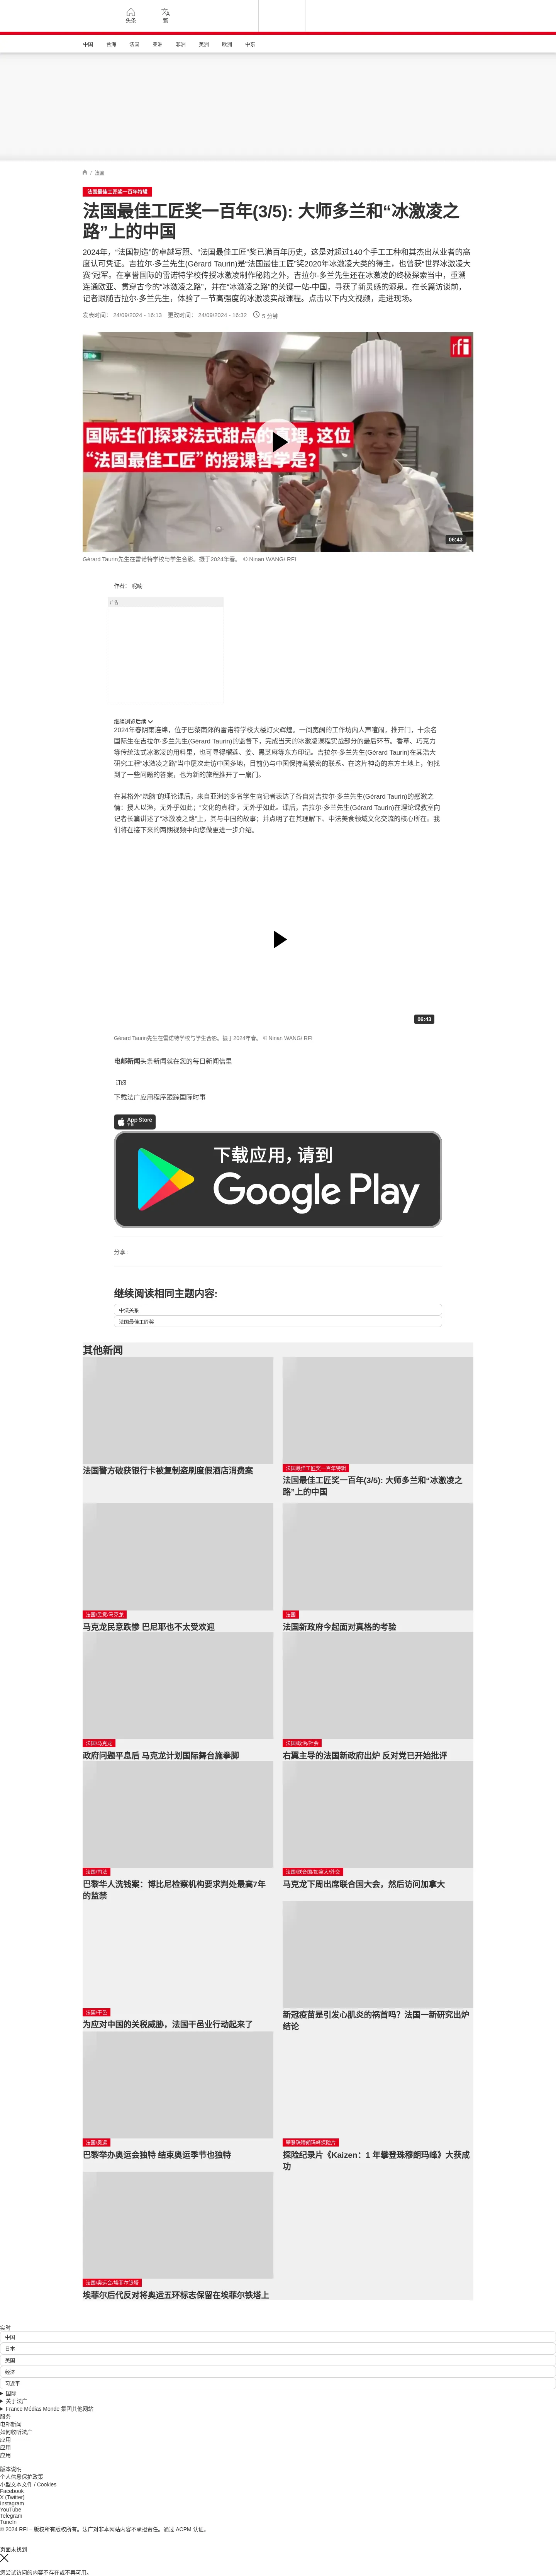 头条
繁
中国
台海
法国
亚洲
非洲
美洲
欧洲
中东
/ 法国
法国最佳工匠奖一百年特辑
法国最佳工匠奖一百年(3/5): 大师多兰和“冰激凌之
路”上的中国
2024年，“法国制造”的卓越写照、“法国最佳工匠”奖已满百年历史，这是对超过140个手工工种和其杰出从业者的高
度认可凭证。吉拉尔·多兰先生(Gérard Taurin)是“法国最佳工匠”奖2020年冰激凌大类的得主，也曾获“世界冰激凌大
赛”冠军。在享誉国际的雷诺特学校传授冰激凌制作秘籍之外，吉拉尔·多兰先生还在冰激凌的终极探索当中，重溯
连通欧亚、贯穿古今的“冰激凌之路”，并在“冰激凌之路”的关键一站-中国，寻获了新灵感的源泉。在长篇访谈前，
记者跟随吉拉尔·多兰先生，体验了一节高强度的冰激凌实战课程。点击以下内文视频，走进现场。
发表时间： 24/09/2024 - 16:13 更改时间： 24/09/2024 - 16:32 5 分钟
rfi
国际生们探求法式甜点的真理，这位
“法国最佳工匠”的授课哲学是？
06:43
Gérard Taurin先生在雷诺特学校与学生合影。摄于2024年春。 © Ninan WANG/ RFI
作者： 呢喃
广告
继续浏览后续
2024年春阴雨连绵，位于巴黎南郊的雷诺特学校大楼灯火辉煌。一间宽阔的工作坊内人声喧闹，推开门，十余名
国际生在吉拉尔·多兰先生(Gérard Taurin)的监督下，完成当天的冰激凌课程实战部分的最后环节。香草、巧克力
等传统法式冰激凌的用料里，也可寻得榴莲、姜、黑芝麻等东方印记。吉拉尔·多兰先生(Gérard Taurin)在其浩大
研究工程“冰激凌之路”当中屡次走访中国多地，目前仍与中国保持着紧密的联系。在这片神奇的东方土地上，他找
到了一些问题的答案，也为新的旅程推开了一扇门。
在其格外“烧脑”的理论课后，来自亚洲的多名学生向记者表达了各自对吉拉尔·多兰先生(Gérard Taurin)的感激之
情：授人以渔，无外乎如此；“文化的真相”，无外乎如此。课后，吉拉尔·多兰先生(Gérard Taurin)在理论课教室向
记者长篇讲述了“冰激凌之路”上，其与中国的故事；并点明了在其理解下、中法美食领域文化交流的核心所在。我
们将在接下来的两期视频中向您做更进一步介绍。
06:43
Gérard Taurin先生在雷诺特学校与学生合影。摄于2024年春。 © Ninan WANG/ RFI
电邮新闻头条新闻就在您的每日新闻信里
订阅
下载法广应用程序跟踪国际时事
App Store
下载
下载应用，请到
Google Play
分享 :
继续阅读相同主题内容:
中法关系
法国最佳工匠奖
其他新闻
法国警方破获银行卡被复制盗刷度假酒店消费案
法国最佳工匠奖一百年特辑
法国最佳工匠奖一百年(3/5): 大师多兰和“冰激凌之
路”上的中国
法国/民意/马克龙
马克龙民意跌惨 巴尼耶也不太受欢迎
法国
法国新政府今起面对真格的考验
法国/马克龙
政府问题平息后 马克龙计划国际舞台施拳脚
法国/政治/社会
右翼主导的法国新政府出炉 反对党已开始批评
法国/司法
巴黎华人洗钱案：博比尼检察机构要求判处最高7年
的监禁
法国/联合国/加拿大/外交
马克龙下周出席联合国大会，然后访问加拿大
法国/干邑
为应对中国的关税威胁，法国干邑业行动起来了
新冠疫苗是引发心肌炎的祸首吗？法国一新研究出炉
结论
法国/奥运
巴黎举办奥运会独特 结束奥运季节也独特
攀登珠穆朗玛峰探险片
探险纪录片《Kaizen：1 年攀登珠穆朗玛峰》大获成
功
法国/奥运会/埃菲尔铁塔
埃菲尔后代反对将奥运五环标志保留在埃菲尔铁塔上
实时
中国
日本
美国
经济
习近平
国际
关于法广
France Médias Monde 集团其他网站
服务
电邮新闻
如何收听法广
应用
应用
应用
版本说明
个人信息保护政策
小型文本文件 / Cookies
Facebook
X (Twitter)
Instagram
YouTube
Telegram
TuneIn
© 2024 RFI – 版权所有版权所有。法广对非本网站内容不承担责任。通过 ACPM 认证。
页面未找到
您尝试访问的内容不存在或不再可用。